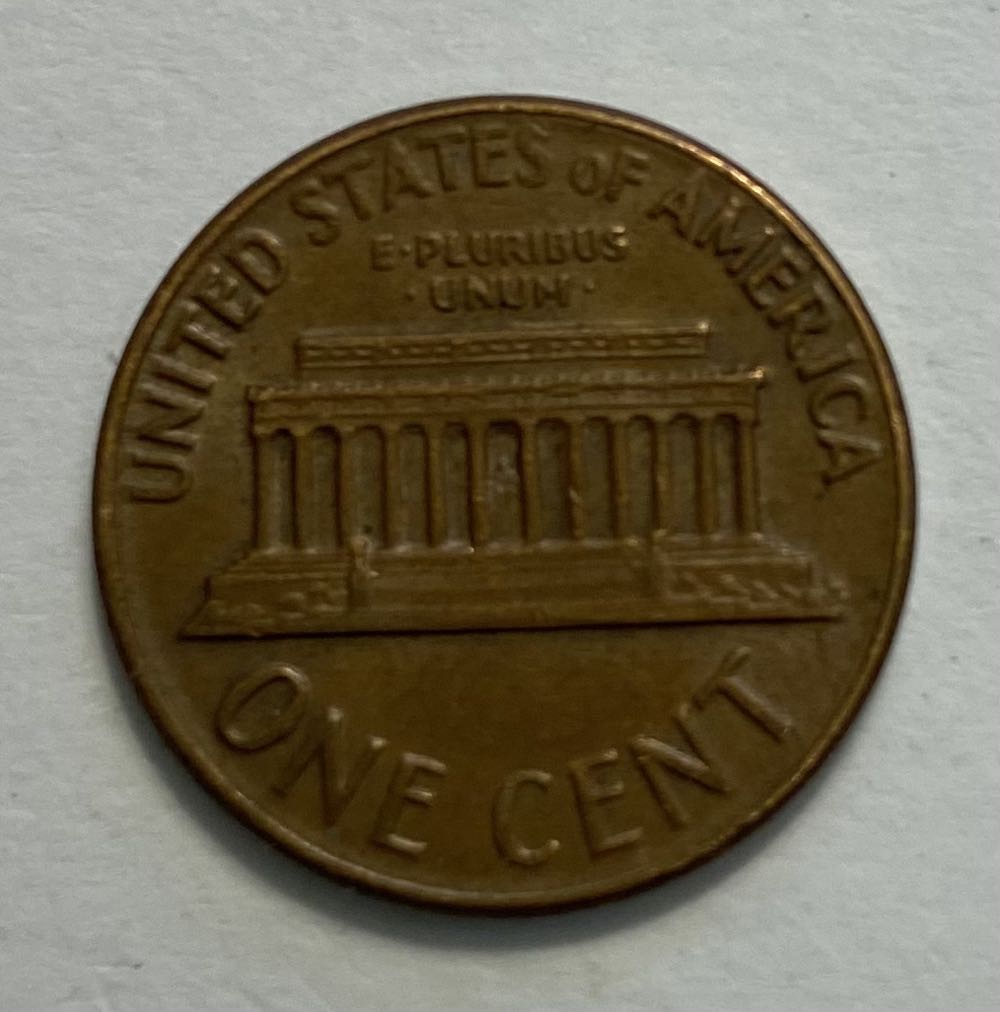 UNITED STATES OF AMERICA
E·PLURIBUS
·UNUM·
ONE CENT